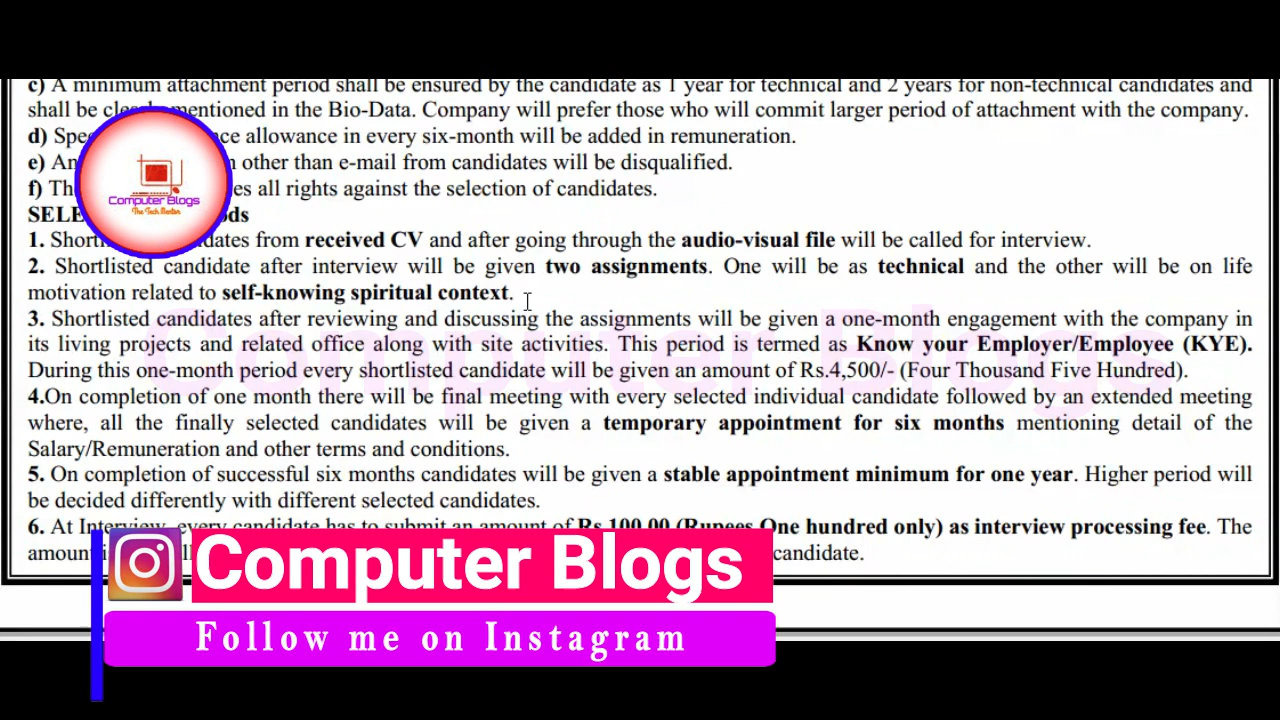 c) A minimum attachment period shall be ensured by the candidate as 1 year for technical and 2 years for non-technical candidates and
shall be mentioned in the Bio-Data. Company will prefer those who will commit larger period of attachment with the company.
d) allowance in every six-month will be added in remuneration.
e) other than e-mail from candidates will be disqualified.
f) all rights against the selection of candidates.
1. from received CV and after going through the audio-visual file will be called for interview.
2. Shortlisted candidate after interview will be given two assignments. One will be as technical and the other will be on life
motivation related to self-knowing spiritual context.
3. Shortlisted candidates after reviewing and discussing the assignments will be given a one-month engagement with the company in
its living projects and related office along with site activities. This period is termed as Know your Employer/Employee (KYE).
During this one-month period every shortlisted candidate will be given an amount of Rs.4,500/- (Four Thousand Five Hundred).
4.On completion of one month there will be final meeting with every selected individual candidate followed by an extended meeting
where, all the finally selected candidates will be given a temporary appointment for six months mentioning detail of the
Salary/Remuneration and other terms and conditions.
5. On completion of successful six months candidates will be given a stable appointment minimum for one year. Higher period will
be decided differently with different selected candidates.
6. At Interview, every candidate has to submit an amount of Rs.100.00 (Rupees One hundred only) as interview processing fee. The
amount candidate.
Computer Blogs
The Tech Mentor
Computer Blogs
Computer Blogs
Follow me on Instagram